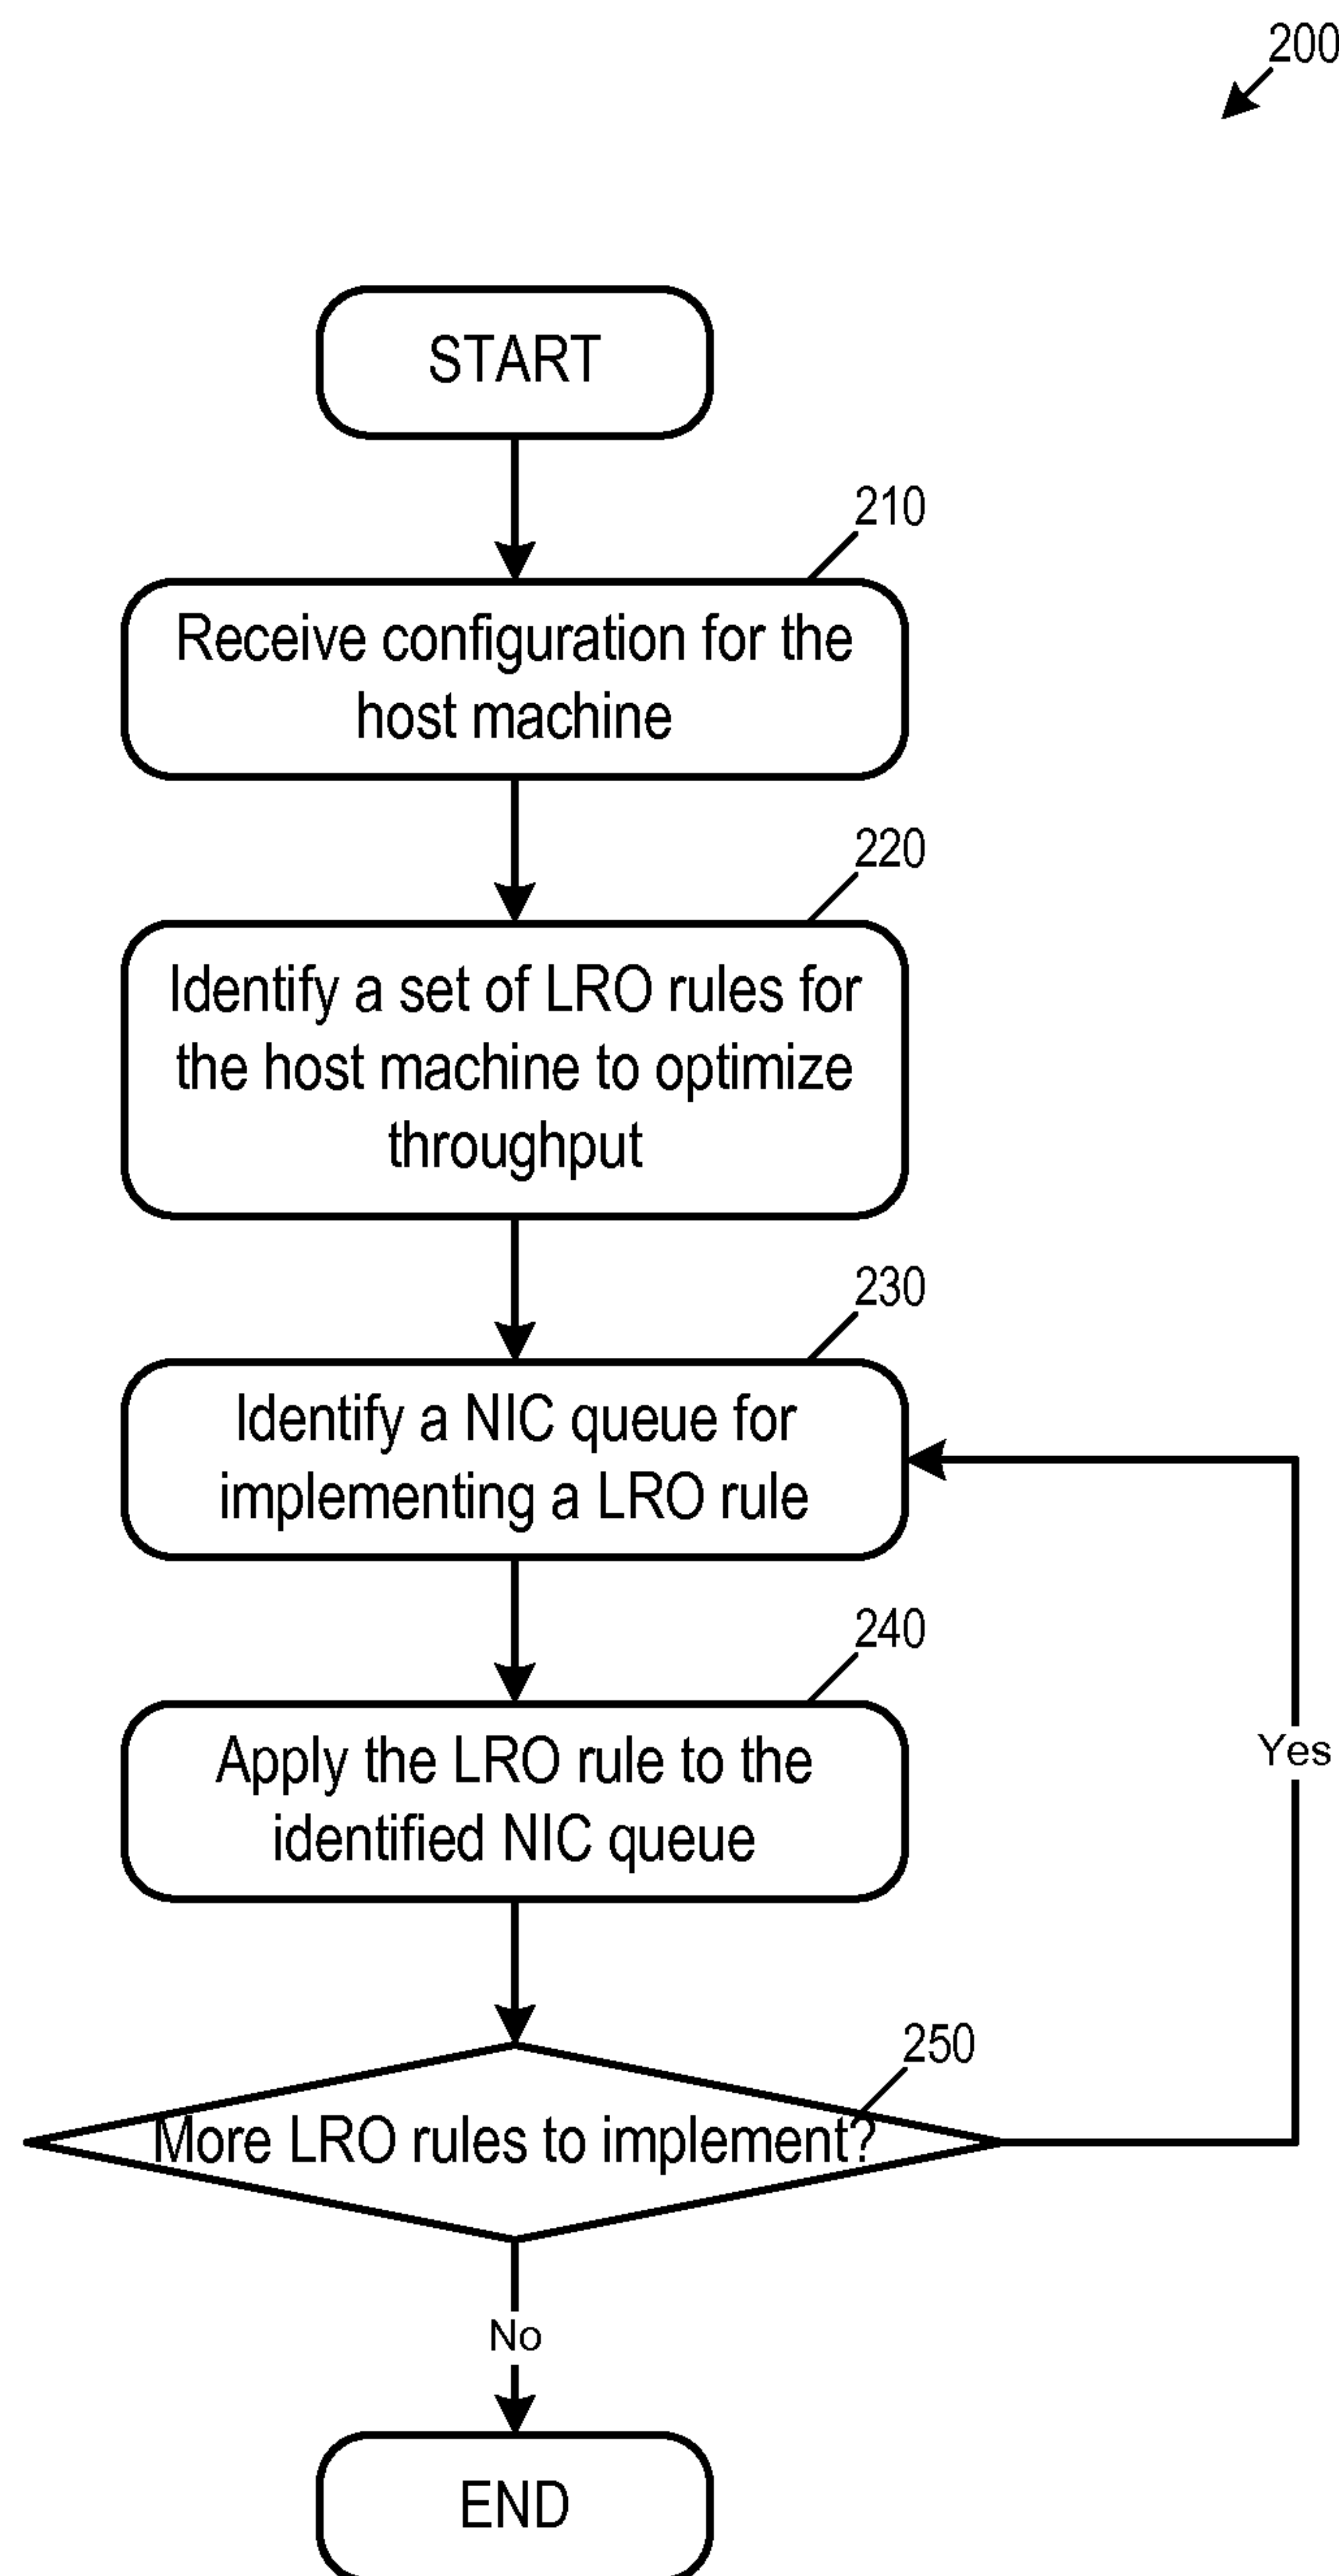 200
START
210
Receive configuration for the
host machine
220
Identify a set of LRO rules for
the host machine to optimize
throughput
230
Identify a NIC queue for
implementing a LRO rule
240
Apply the LRO rule to the
identified NIC queue
Yes
250
More LRO rules to implement?
No
END